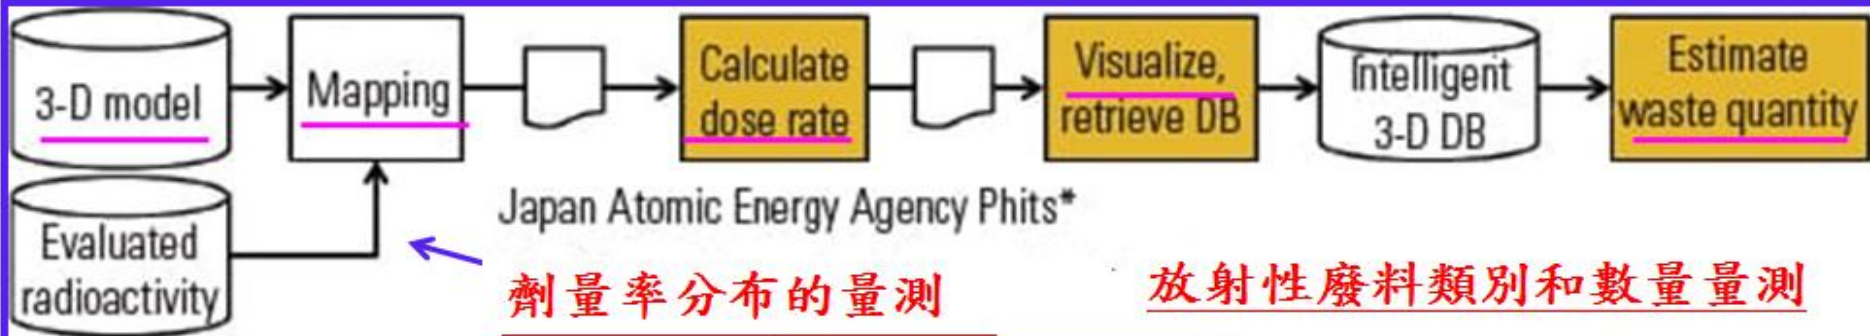 3-D model
Mapping
Calculate
dose rate
Visualize,
retrieve DB
Intelligent
3-D DB
Estimate
waste quantity
Evaluated
radioactivity
Japan Atomic Energy Agency Phits*
劑量率分布的量測
放射性廢料類別和數量量測